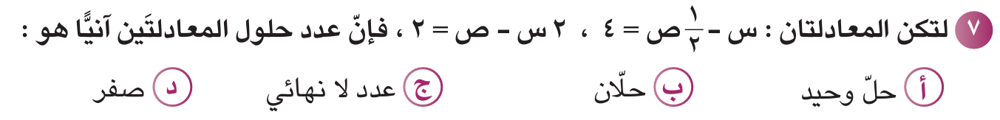 ٧ لتكن المعادلتان : س - ١/٢ ص = ٤ ، ٢ س - ص = ٢ ، فإنّ عدد حلول المعادلتَين آنيًّا هو :
أ حلّ وحيد ب حلّان ج عدد لا نهائي د صفر